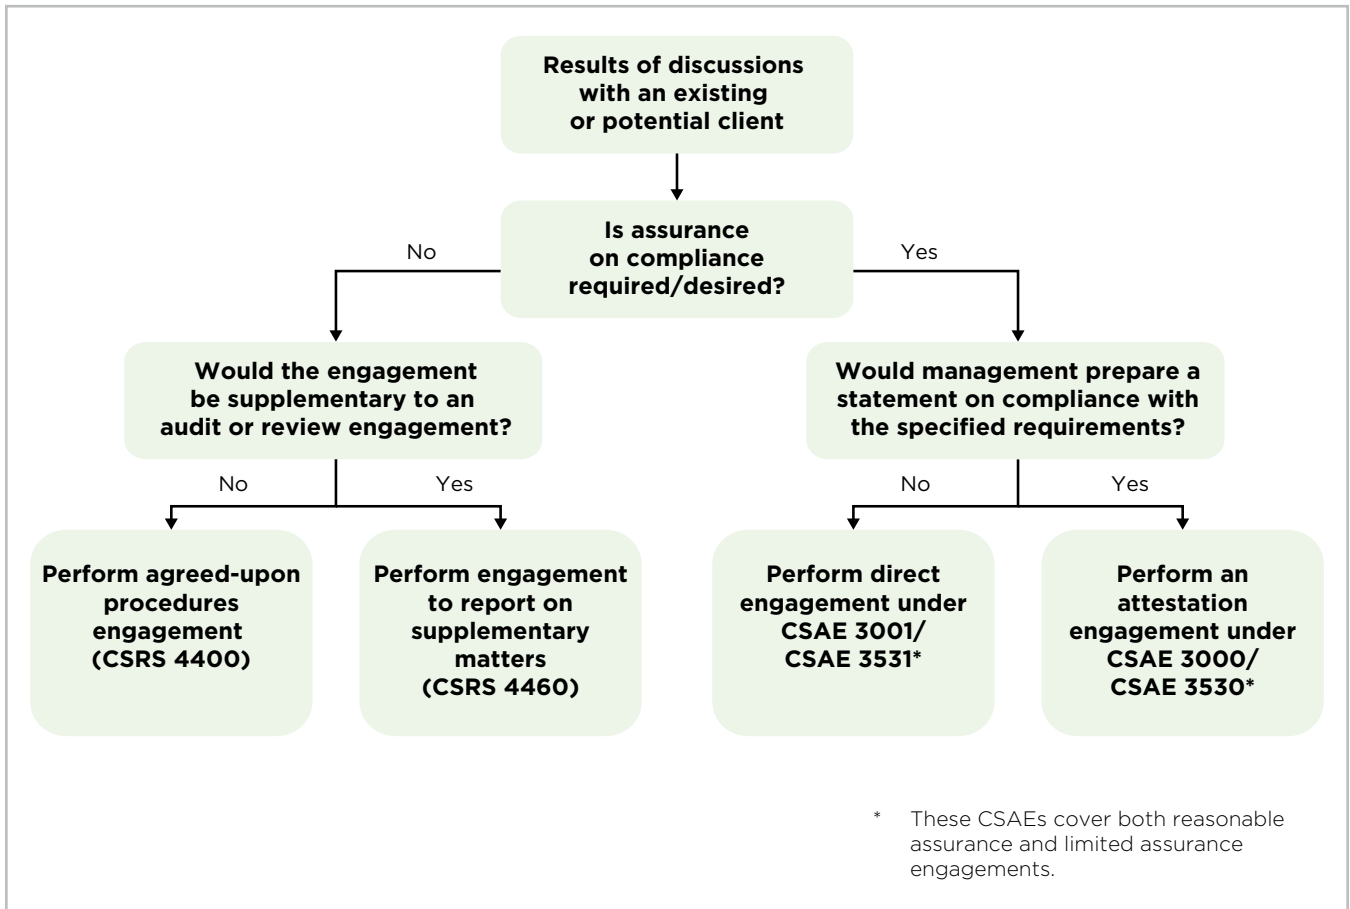 Results of discussions
with an existing
or potential client
Is assurance
on compliance
required/desired?
No
Yes
Would the engagement
be supplementary to an
audit or review engagement?
Would management prepare a
statement on compliance with
the specified requirements?
No
Yes
No
Yes
Perform agreed-upon
procedures
engagement
(CSRS 4400)
Perform engagement
to report on
supplementary
matters
(CSRS 4460)
Perform direct
engagement under
CSAE 3001/
CSAE 3531*
Perform an
attestation
engagement under
CSAE 3000/
CSAE 3530*
* These CSAEs cover both reasonable
assurance and limited assurance
engagements.